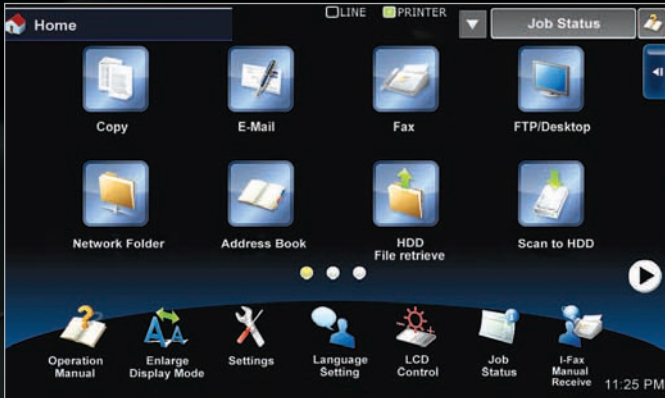 Home
LINE PRINTER
Job Status
Copy
E-Mail
Fax
FTP/Desktop
Network Folder
Address Book
HDD
File retrieve
Scan to HDD
Operation
Manual
Enlarge
Display Mode
Settings
Language
Setting
LCD
Control
Job
Status
I-Fax
Manual
Receive
11:25 PM